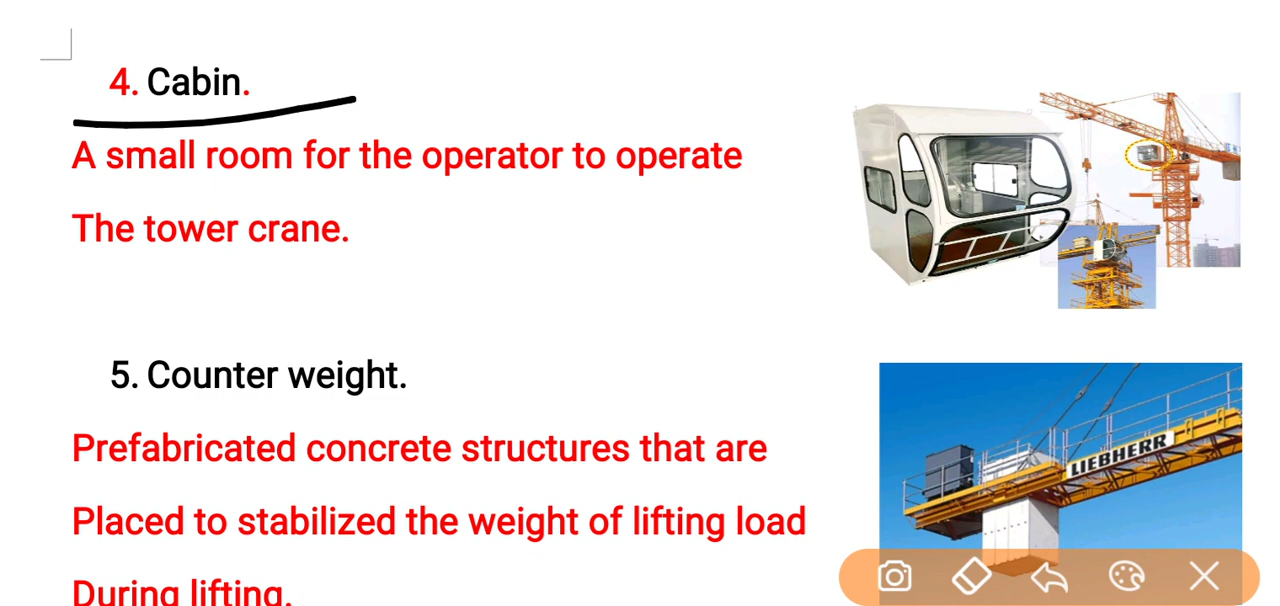 4. Cabin.
A small room for the operator to operate
The tower crane.
5. Counter weight.
Prefabricated concrete structures that are
Placed to stabilized the weight of lifting load
During lifting.
LIEBHERR